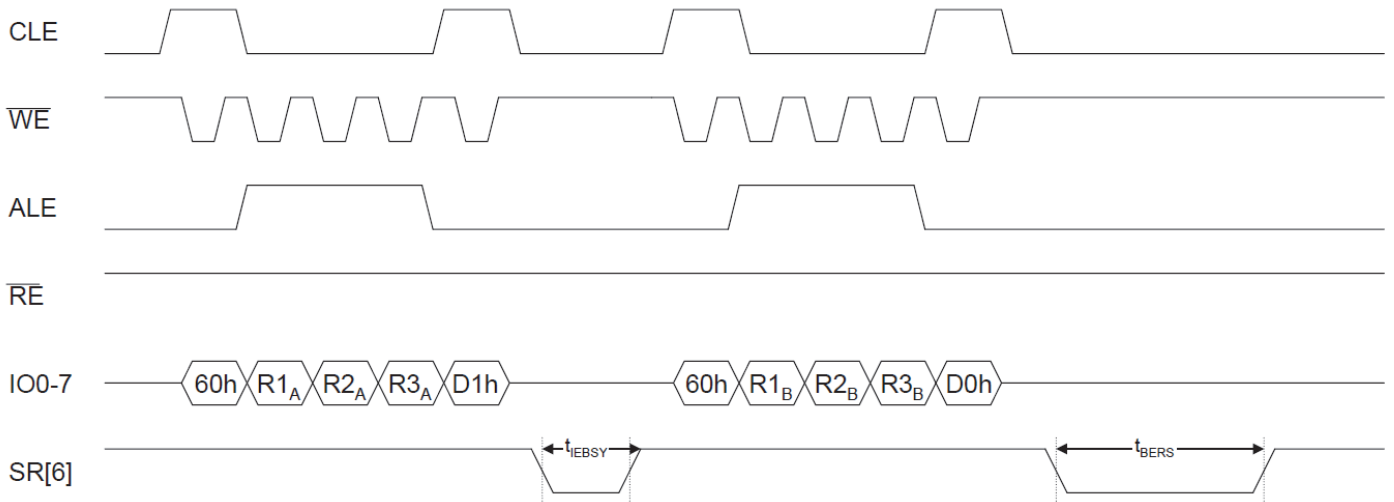 CLE
WE
ALE
RE
IO0-7 60h R1A R2A R3A D1h 60h R1B R2B R3B D0h
SR[6] tIEBSY tBERS